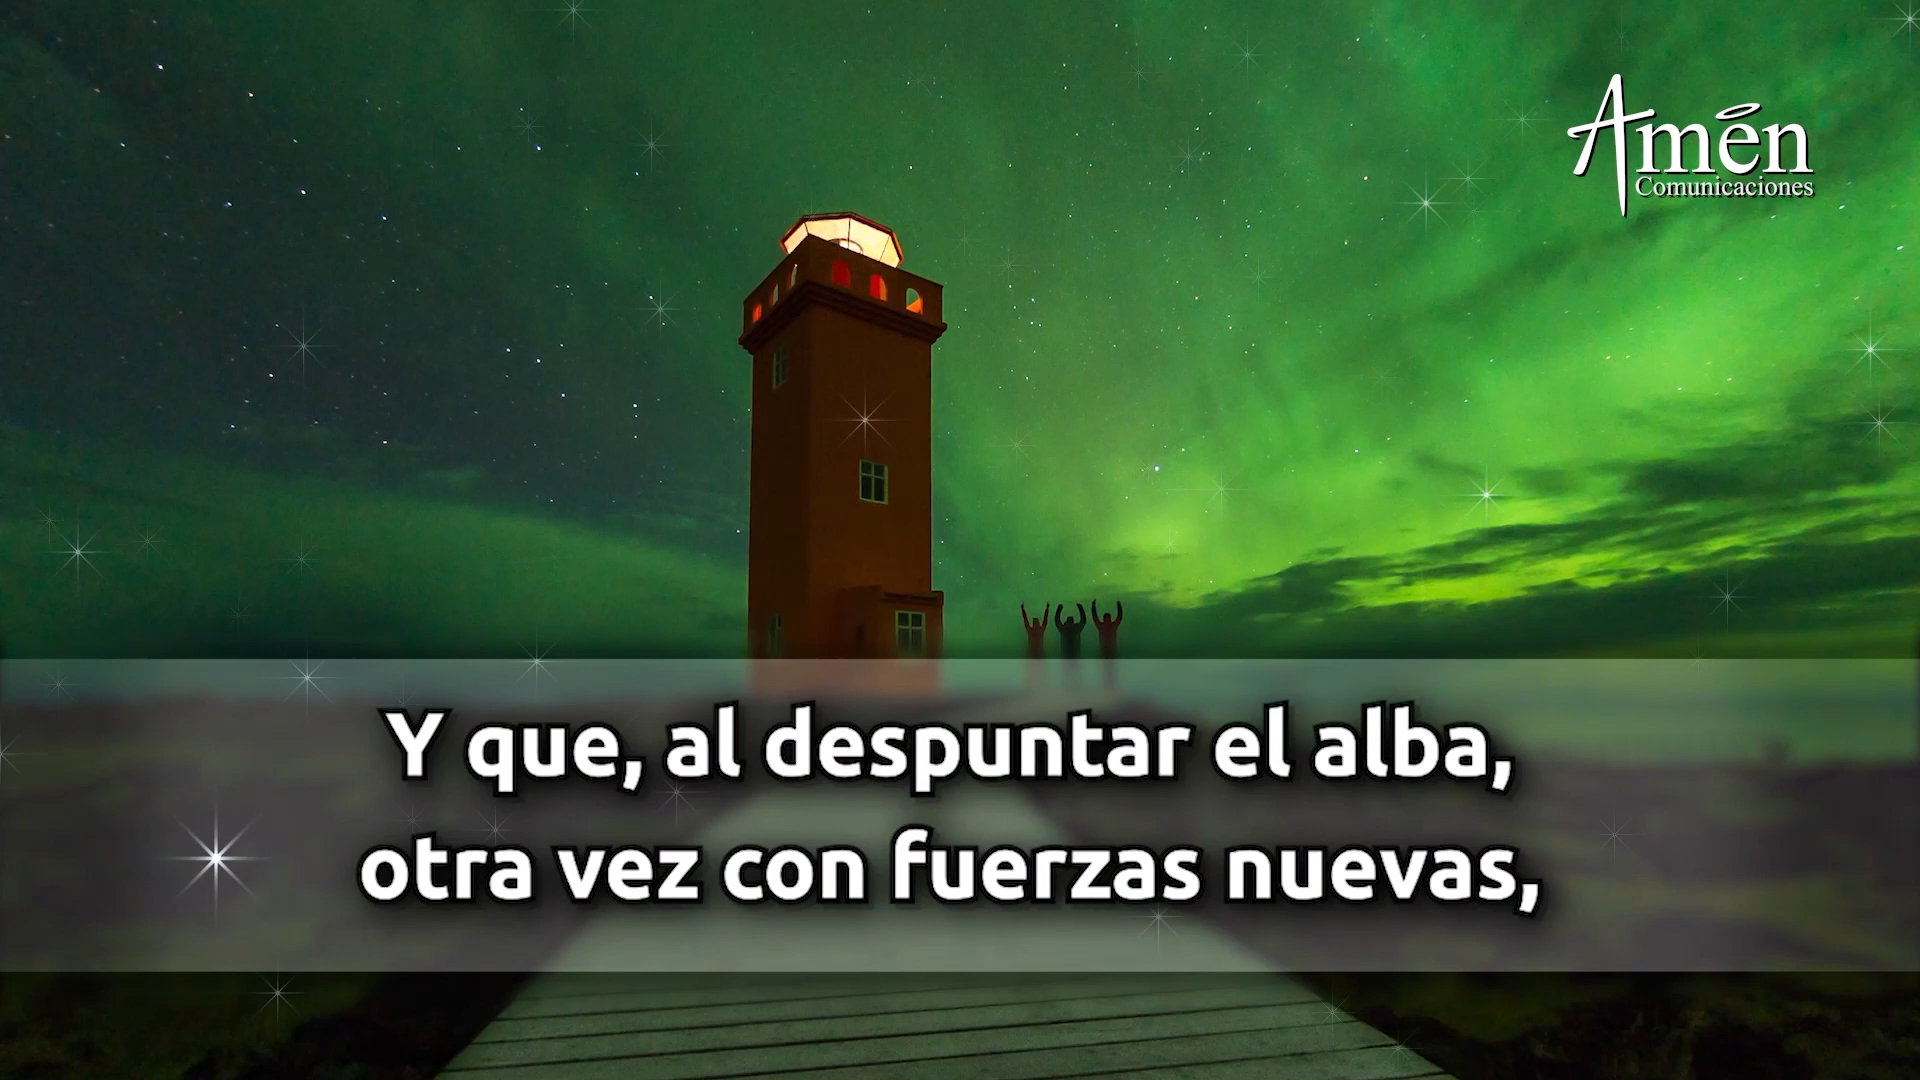 Amén
Comunicaciones
Y que, al despuntar el alba,
otra vez con fuerzas nuevas,